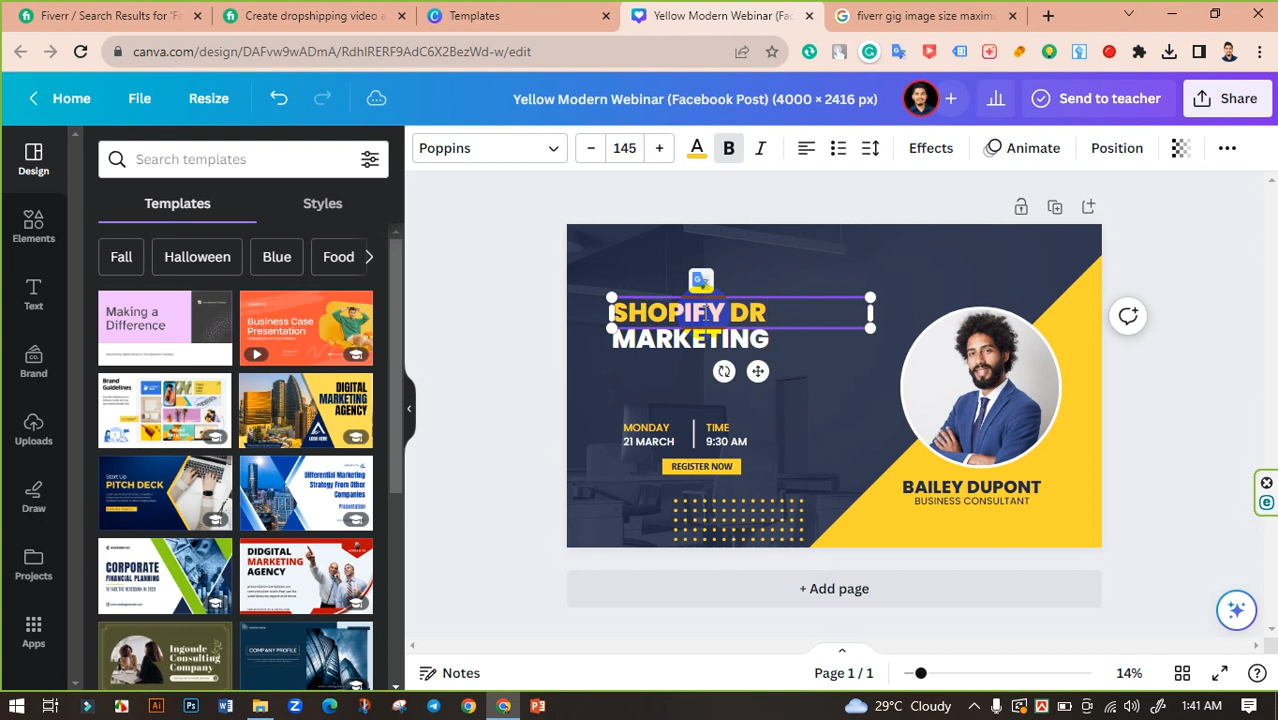 Fiverr / Results for 'F
Create dropshipping video a
Templates
Yellow Modern Webinar (Fac
fiverr gig image size maxim
canva.com/design/DAFvw9wADmA/RdhIRERF9AdC6X2BezWd-w/edit
Home
File
Resize
Yellow Modern Webinar (Facebook Post) (4000 × 2416 px)
Send to teacher
Share
Design
Elements
Text
Brand
Uploads
Draw
Projects
Apps
Search templates
Templates
Styles
Fall
Halloween
Blue
Food
Making a
Difference
Business Case
Presentation
Brand
Guidelines
DIGITAL
MARKETING
AGENCY
Start Up
PITCH DECK
Differential Marketing
Strategy From Other
Companies
Presentation
CORPORATE
FINANCIAL PLANNING
DIDGITAL
MARKETING
AGENCY
Ingoude
Consulting
Company
COMPANY PROFILE
Poppins
145
B
I
Effects
Animate
Position
SHOPIFY DR
MARKETING
MONDAY
21 MARCH
TIME
9:30 AM
REGISTER NOW
BAILEY DUPONT
BUSINESS CONSULTANT
+ Add page
Notes
Page 1 / 1
14%
29°C Cloudy
1:41 AM